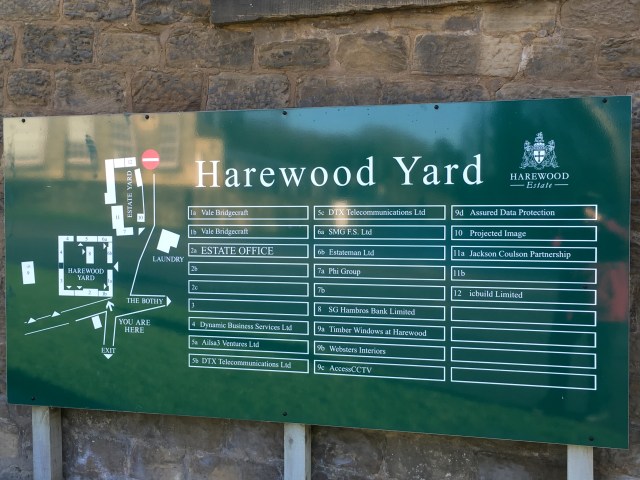 Harewood Yard
HAREWOOD
Estate
ESTATE YARD
LAUNDRY
HAREWOOD
YARD
THE BOTHY
YOU ARE
HERE
EXIT
1a Vale Bridgecraft
1b Vale Bridgecraft
2a ESTATE OFFICE
2b
2c
3
4 Dynamic Business Services Ltd
5a Ailsa3 Ventures Ltd
5b DTX Telecommunications Ltd
5c DTX Telecommunications Ltd
6a SMG F.S. Ltd
6b Estateman Ltd
7a Phi Group
7b
8 SG Hambros Bank Limited
9a Timber Windows at Harewood
9b Websters Interiors
9c AccessCCTV
9d Assured Data Protection
10 Projected Image
11a Jackson Coulson Partnership
11b
12 icbuild Limited